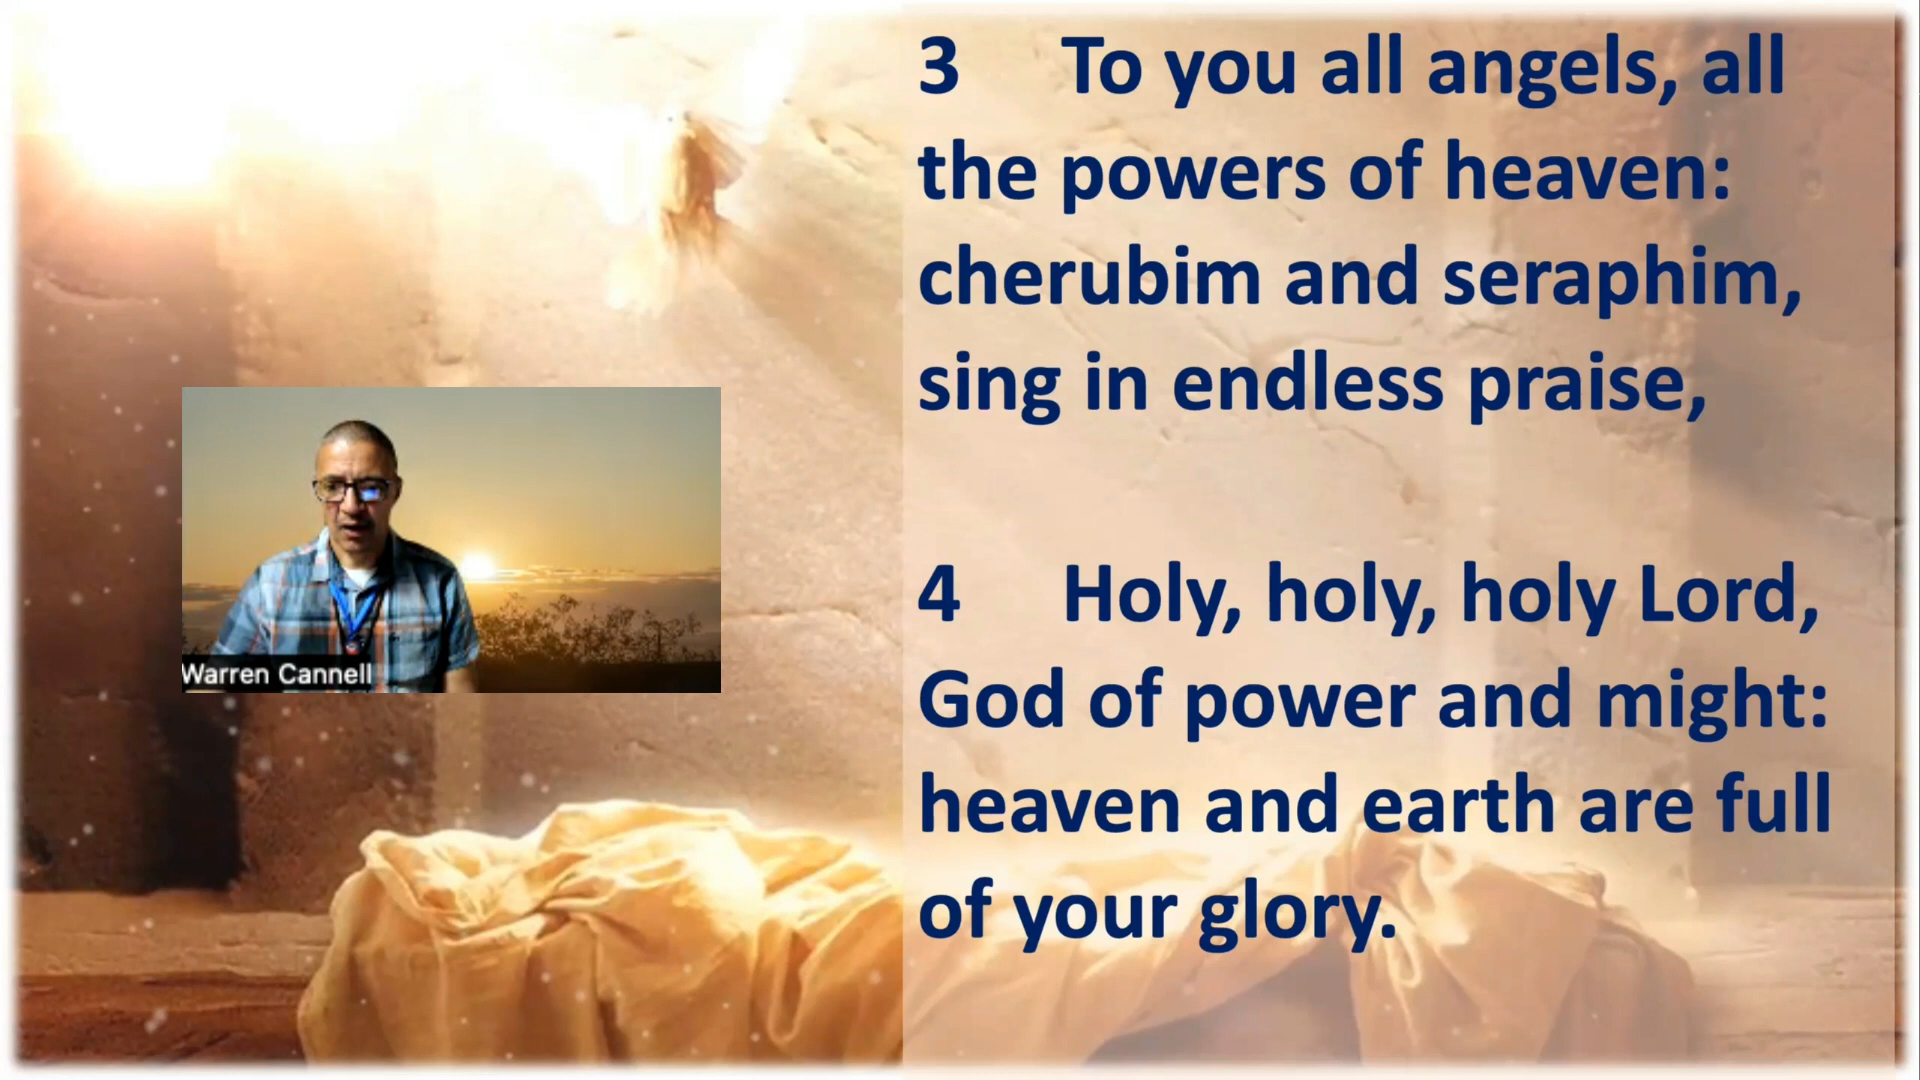 3 To you all angels, all
the powers of heaven:
cherubim and seraphim,
sing in endless praise,
4 Holy, holy, holy Lord,
God of power and might:
heaven and earth are full
of your glory.
Warren Cannell